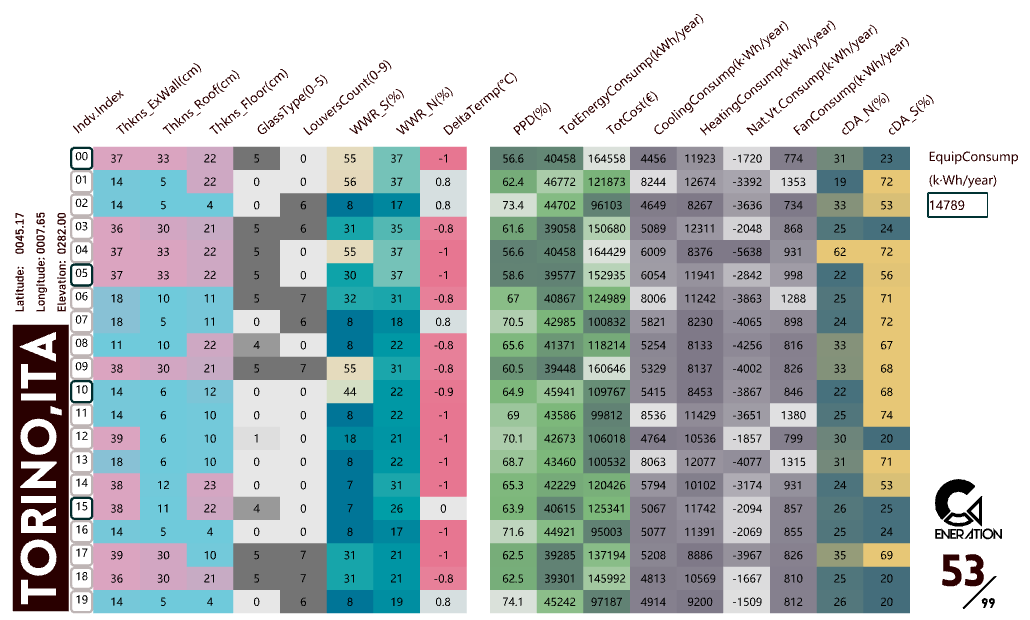 Indv.Index Thkns_ExWall(cm) Thkns_Roof(cm) Thkns_Floor(cm) GlassType(0-5) LouversCount(0-9) WWR_S(%) WWR_N(%) DeltaTermp(°C) PPD(%) TotEnergyConsump(kWh/year) TotCost(€) CoolingConsump(k·Wh/year) HeatingConsump(k·Wh/year) Nat.Vt.Consump(k·Wh/year) FanConsump(k·Wh/year) cDA_N(%) cDA_S(%)
00 37 33 22 5 0 55 37 -1 56.6 40458 164558 4456 11923 -1720 774 31 23
01 14 5 22 0 0 56 37 0.8 62.4 46772 121873 8244 12674 -3392 1353 19 72
02 14 5 4 0 6 8 17 0.8 73.4 44702 96103 4649 8267 -3636 734 33 53
03 36 30 21 5 6 31 35 -0.8 61.6 39058 150680 5089 12311 -2048 868 25 24
04 37 33 22 5 0 55 37 -1 56.6 40458 164429 6009 8376 -5638 931 62 72
05 37 33 22 5 0 30 37 -1 58.6 39577 152935 6054 11941 -2842 998 22 56
06 18 10 11 5 7 32 31 -0.8 67 40867 124989 8006 11242 -3863 1288 25 71
07 18 5 11 0 6 8 18 0.8 70.5 42985 100832 5821 8230 -4065 898 24 72
08 11 10 22 4 0 8 22 -0.8 65.6 41371 118214 5254 8133 -4256 816 33 67
09 38 30 21 5 7 55 31 -0.8 60.5 39448 160646 5329 8137 -4002 826 33 68
10 14 6 12 0 0 44 22 -0.9 64.9 45941 109767 5415 8453 -3867 846 22 68
11 14 6 10 0 0 8 22 -1 69 43586 99812 8536 11429 -3651 1380 25 74
12 39 6 10 1 0 18 21 -1 70.1 42673 106018 4764 10536 -1857 799 30 20
13 18 6 10 0 0 8 22 -1 68.7 43460 100532 8063 12077 -4077 1315 31 71
14 38 12 23 0 0 7 31 -1 65.3 42229 120426 5794 10102 -3174 931 24 53
15 38 11 22 4 0 7 26 0 63.9 40615 125341 5067 11742 -2094 857 26 25
16 14 5 4 0 0 8 17 -1 71.6 44921 95003 5077 11391 -2069 855 25 24
17 39 30 10 5 7 31 21 -1 62.5 39285 137194 5208 8886 -3967 826 35 69
18 36 30 21 5 7 31 21 -0.8 62.5 39301 145992 4813 10569 -1667 810 25 20
19 14 5 4 0 6 8 19 0.8 74.1 45242 97187 4914 9200 -1509 812 26 20
EquipConsump
(k·Wh/year)
14789
Latitude: 0045.17
Longitude: 0007.65
Elevation: 0282.00
TORINO,ITA
ENERATION
53/99